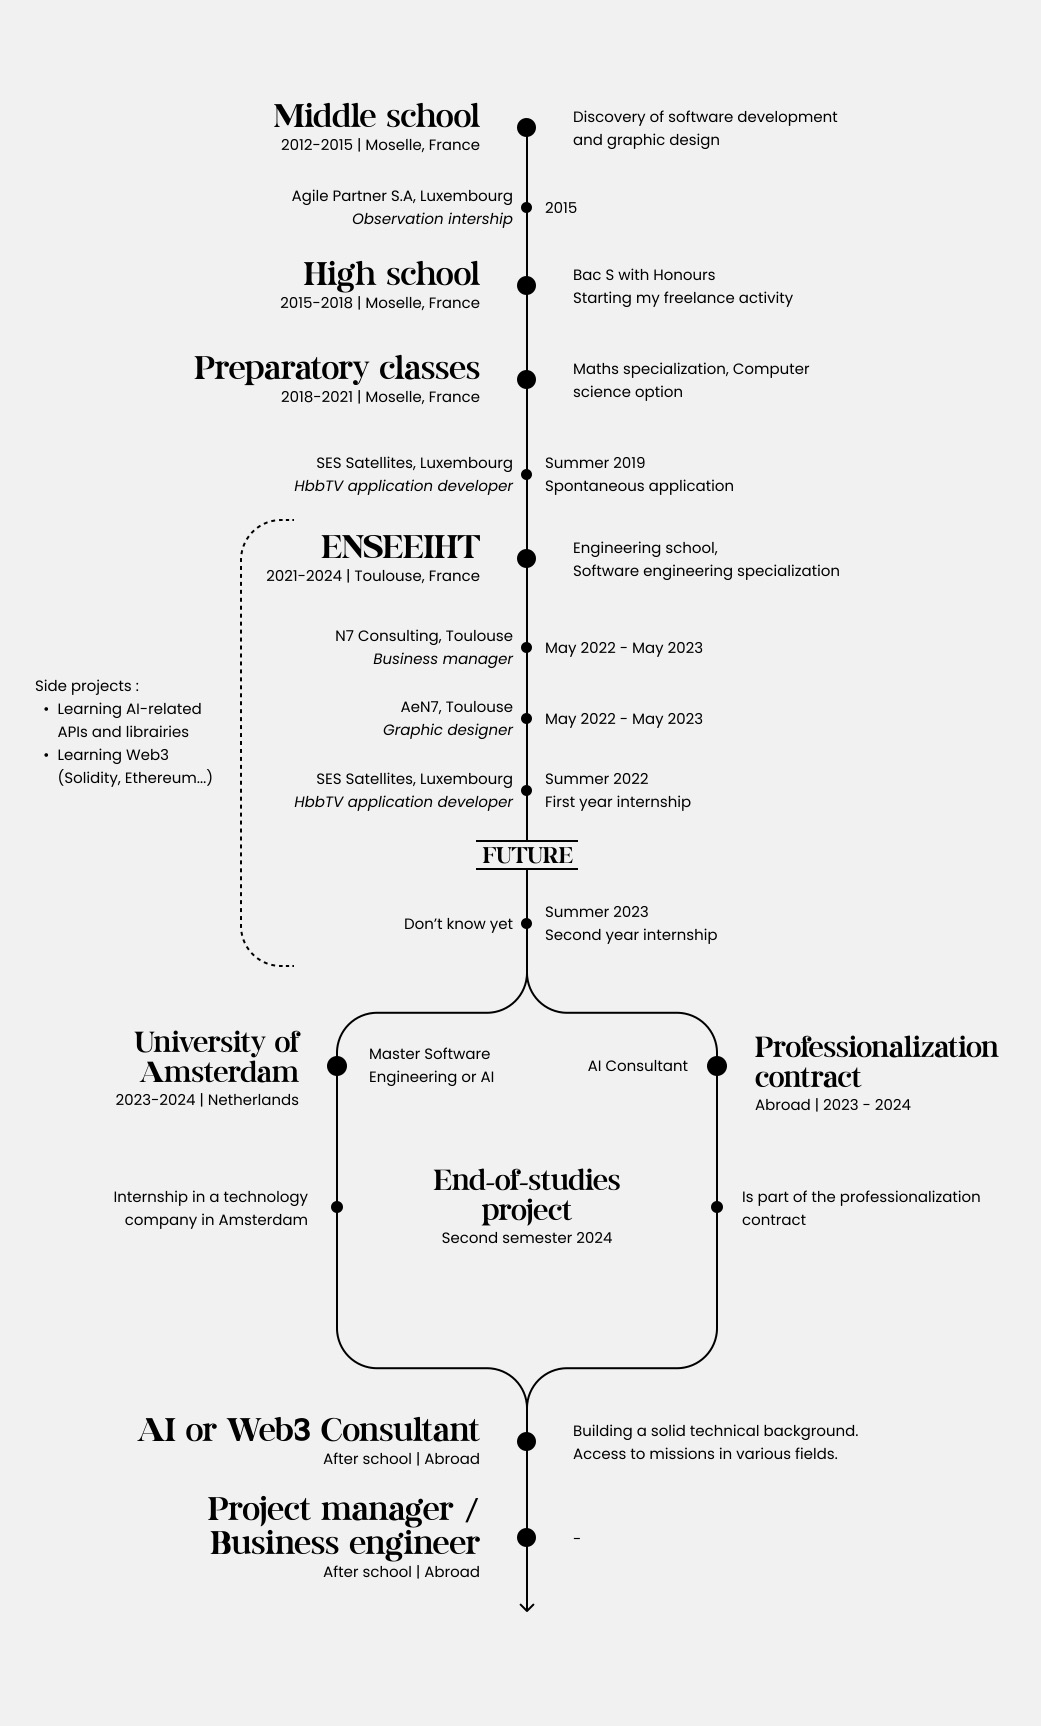 Middle school
2012-2015 | Moselle, France
Discovery of software development
and graphic design
Agile Partner S.A, Luxembourg
Observation intership
2015
High school
2015-2018 | Moselle, France
Bac S with Honours
Starting my freelance activity
Preparatory classes
2018-2021 | Moselle, France
Maths specialization, Computer
science option
SES Satellites, Luxembourg
HbbTV application developer
Summer 2019
Spontaneous application
ENSEEIHT
2021-2024 | Toulouse, France
Engineering school,
Software engineering specialization
N7 Consulting, Toulouse
Business manager
May 2022 - May 2023
Side projects :
• Learning AI-related
APIs and librairies
• Learning Web3
(Solidity, Ethereum...)
AeN7, Toulouse
Graphic designer
May 2022 - May 2023
SES Satellites, Luxembourg
HbbTV application developer
Summer 2022
First year internship
FUTURE
Don't know yet
Summer 2023
Second year internship
University of
Amsterdam
2023-2024 | Netherlands
Master Software
Engineering or AI
AI Consultant
Professionalization
contract
Abroad | 2023 - 2024
Internship in a technology
company in Amsterdam
End-of-studies
project
Second semester 2024
Is part of the professionalization
contract
AI or Web3 Consultant
After school | Abroad
Building a solid technical background.
Access to missions in various fields.
Project manager /
Business engineer
After school | Abroad
-